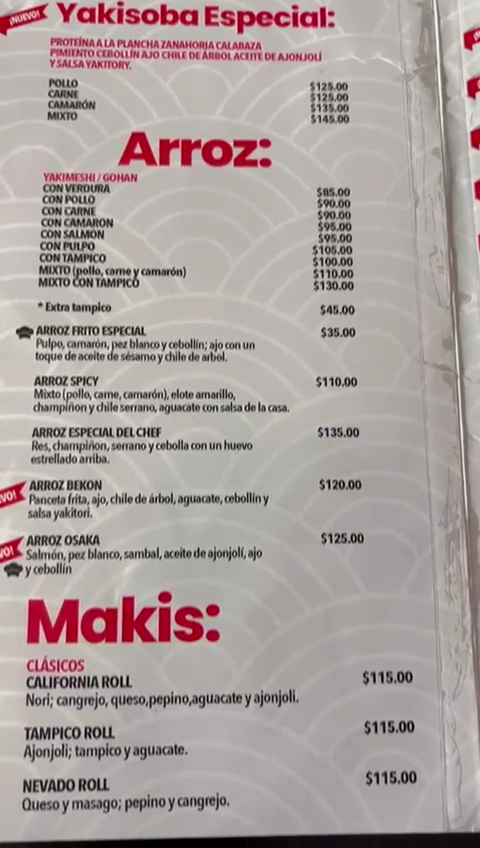 ¡NUEVO!
Yakisoba Especial:
PROTEÍNA A LA PLANCHA ZANAHORIA CALABAZA
PIMIENTO CEBOLLÍN AJO CHILE DE ÁRBOL ACEITE DE AJONJOLÍ
Y SALSA YAKITORY.
POLLO $125.00
CARNE $125.00
CAMARÓN $135.00
MIXTO $145.00
Arroz:
YAKIMESHI / GOHAN
CON VERDURA $85.00
CON POLLO $90.00
CON CARNE $90.00
CON CAMARON $95.00
CON SALMON $95.00
CON PULPO $105.00
CON TAMPICO $100.00
MIXTO (pollo, carne y camarón) $110.00
MIXTO CON TAMPICO $130.00
* Extra tampico $45.00
ARROZ FRITO ESPECIAL $35.00
Pulpo, camarón, pez blanco y cebollín; ajo con un
toque de aceite de sésamo y chile de arbol.
ARROZ SPICY $110.00
Mixto (pollo, carne, camarón), elote amarillo,
champiñon y chile serrano, aguacate con salsa de la casa.
ARROZ ESPECIAL DEL CHEF $135.00
Res, champiñon, serrano y cebolla con un huevo
estrellado arriba.
VO!
ARROZ BEKON $120.00
Panceta frita, ajo, chile de árbol, aguacate, cebollín y
salsa yakitori.
VO!
ARROZ OSAKA $125.00
Salmón, pez blanco, sambal, aceite de ajonjolí, ajo
y cebollín
Makis:
CLÁSICOS
CALIFORNIA ROLL $115.00
Nori; cangrejo, queso,pepino,aguacate y ajonjoli.
TAMPICO ROLL $115.00
Ajonjoli; tampico y aguacate.
NEVADO ROLL $115.00
Queso y masago; pepino y cangrejo.